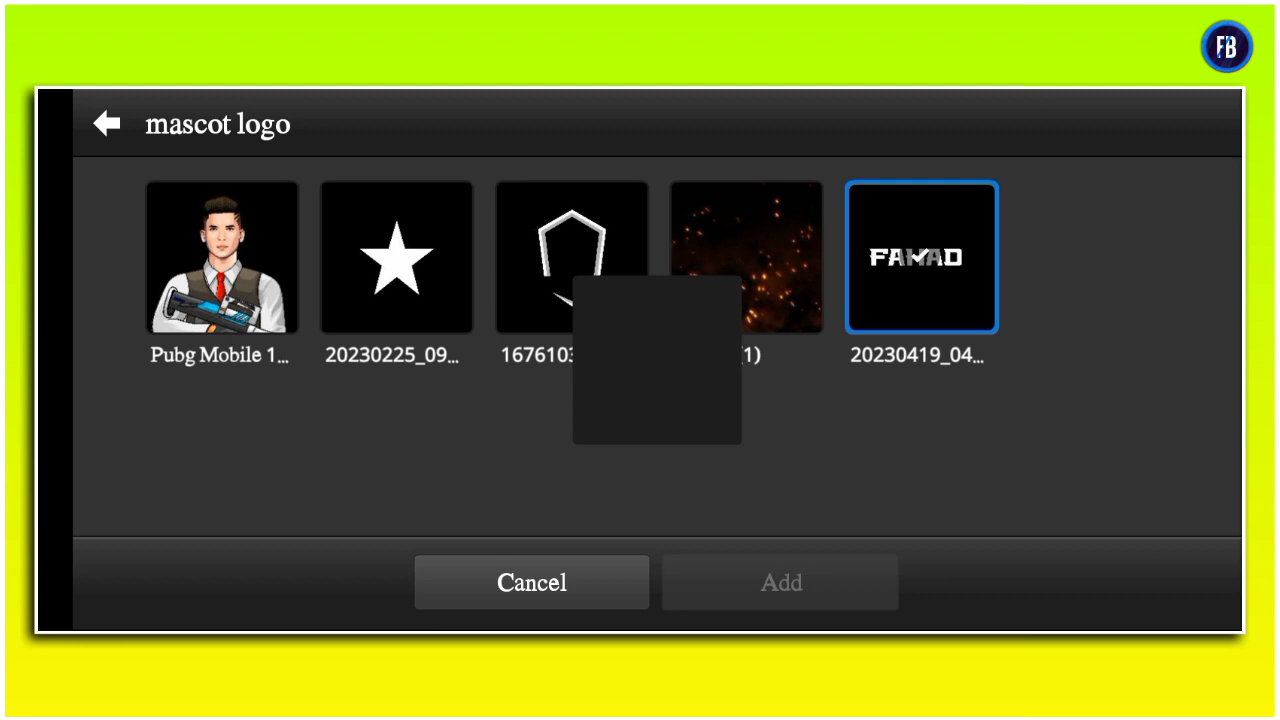 FB
mascot logo
FAHAD
Pubg Mobile 1...
20230225_09...
1676103
(1)
20230419_04...
Cancel
Add